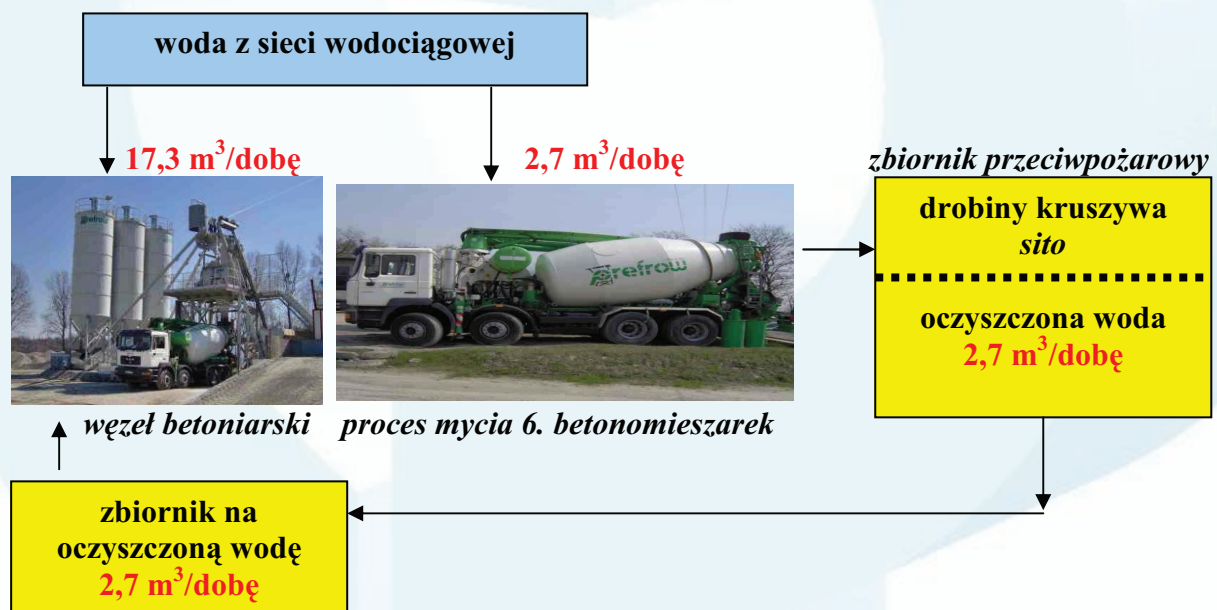 woda z sieci wodociągowej
17,3 m³/dobę
2,7 m³/dobę
zbiornik przeciwpożarowy
drobiny kruszywa
sito
oczyszczona woda
2,7 m³/dobę
refrow
refrow
węzeł betoniarski
proces mycia 6. betonomieszarek
zbiornik na
oczyszczoną wodę
2,7 m³/dobę